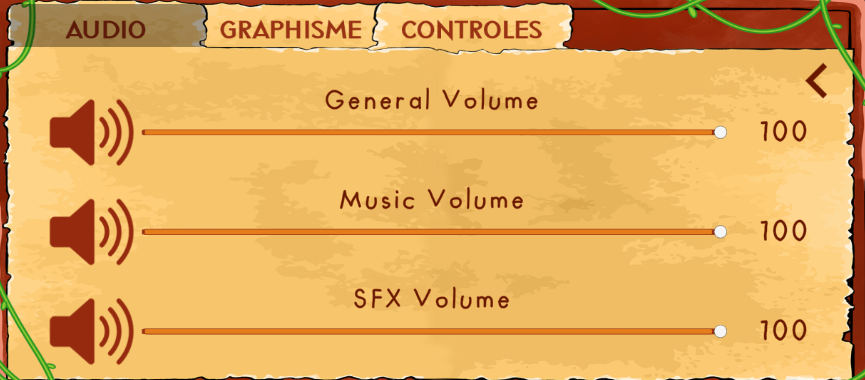 AUDIO GRAPHISME CONTROLES
General Volume
100
Music Volume
100
SFX Volume
100